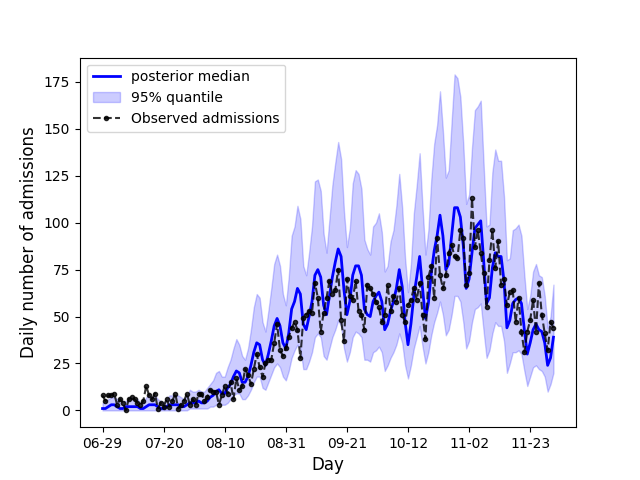 posterior median
95% quantile
Observed admissions
Daily number of admissions
175
150
125
100
75
50
25
0
06-29 07-20 08-10 08-31 09-21 10-12 11-02 11-23
Day